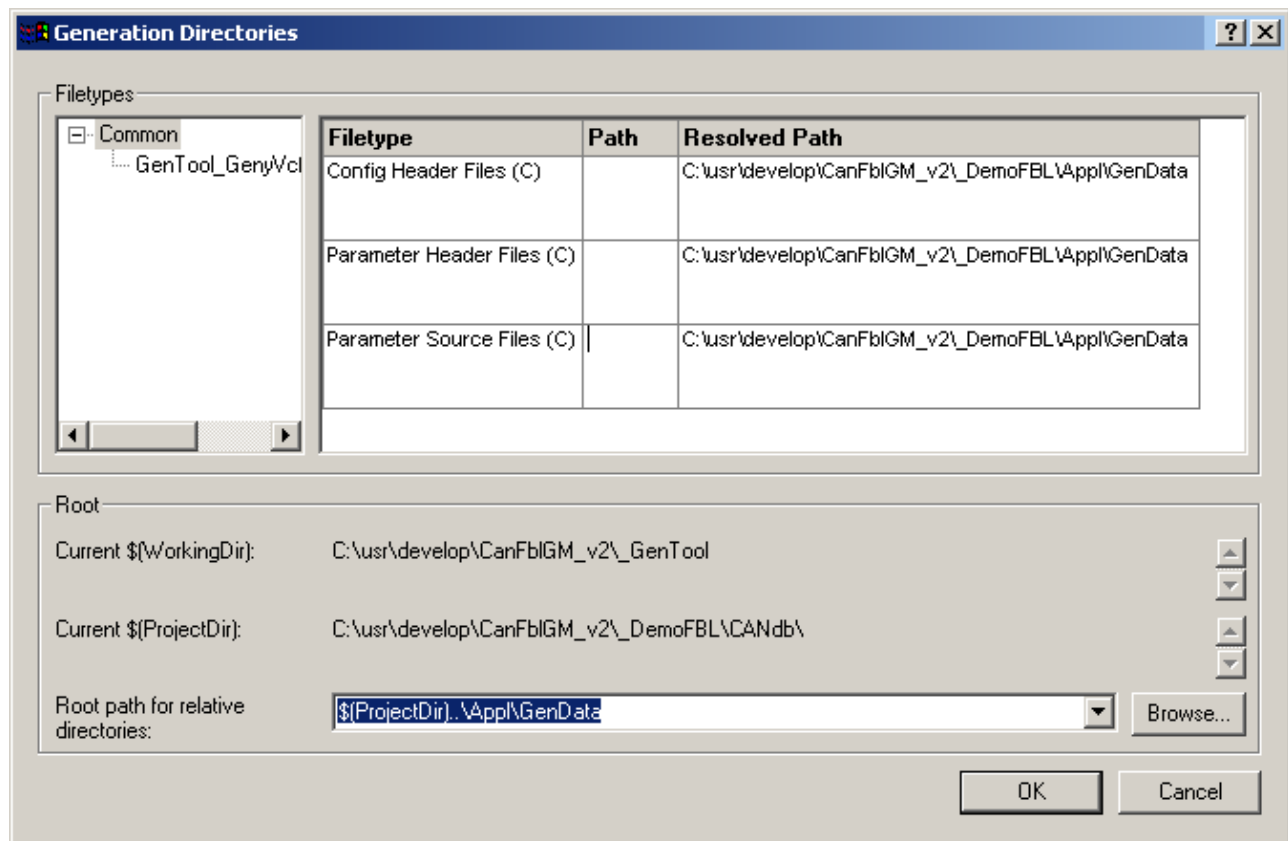 Generation Directories
Filetypes
Common
GenTool_GenyVcf
Filetype Path Resolved Path
Config Header Files (C) C:\usr\develop\CanFblGM_v2\_DemoFBL\Appl\GenData
Parameter Header Files (C) C:\usr\develop\CanFblGM_v2\_DemoFBL\Appl\GenData
Parameter Source Files (C) C:\usr\develop\CanFblGM_v2\_DemoFBL\Appl\GenData
Root
Current $(WorkingDir): C:\usr\develop\CanFblGM_v2\_GenTool
Current $(ProjectDir): C:\usr\develop\CanFblGM_v2\_DemoFBL\CANdb\
Root path for relative
directories:
$(ProjectDir)..\Appl\GenData
Browse...
OK Cancel